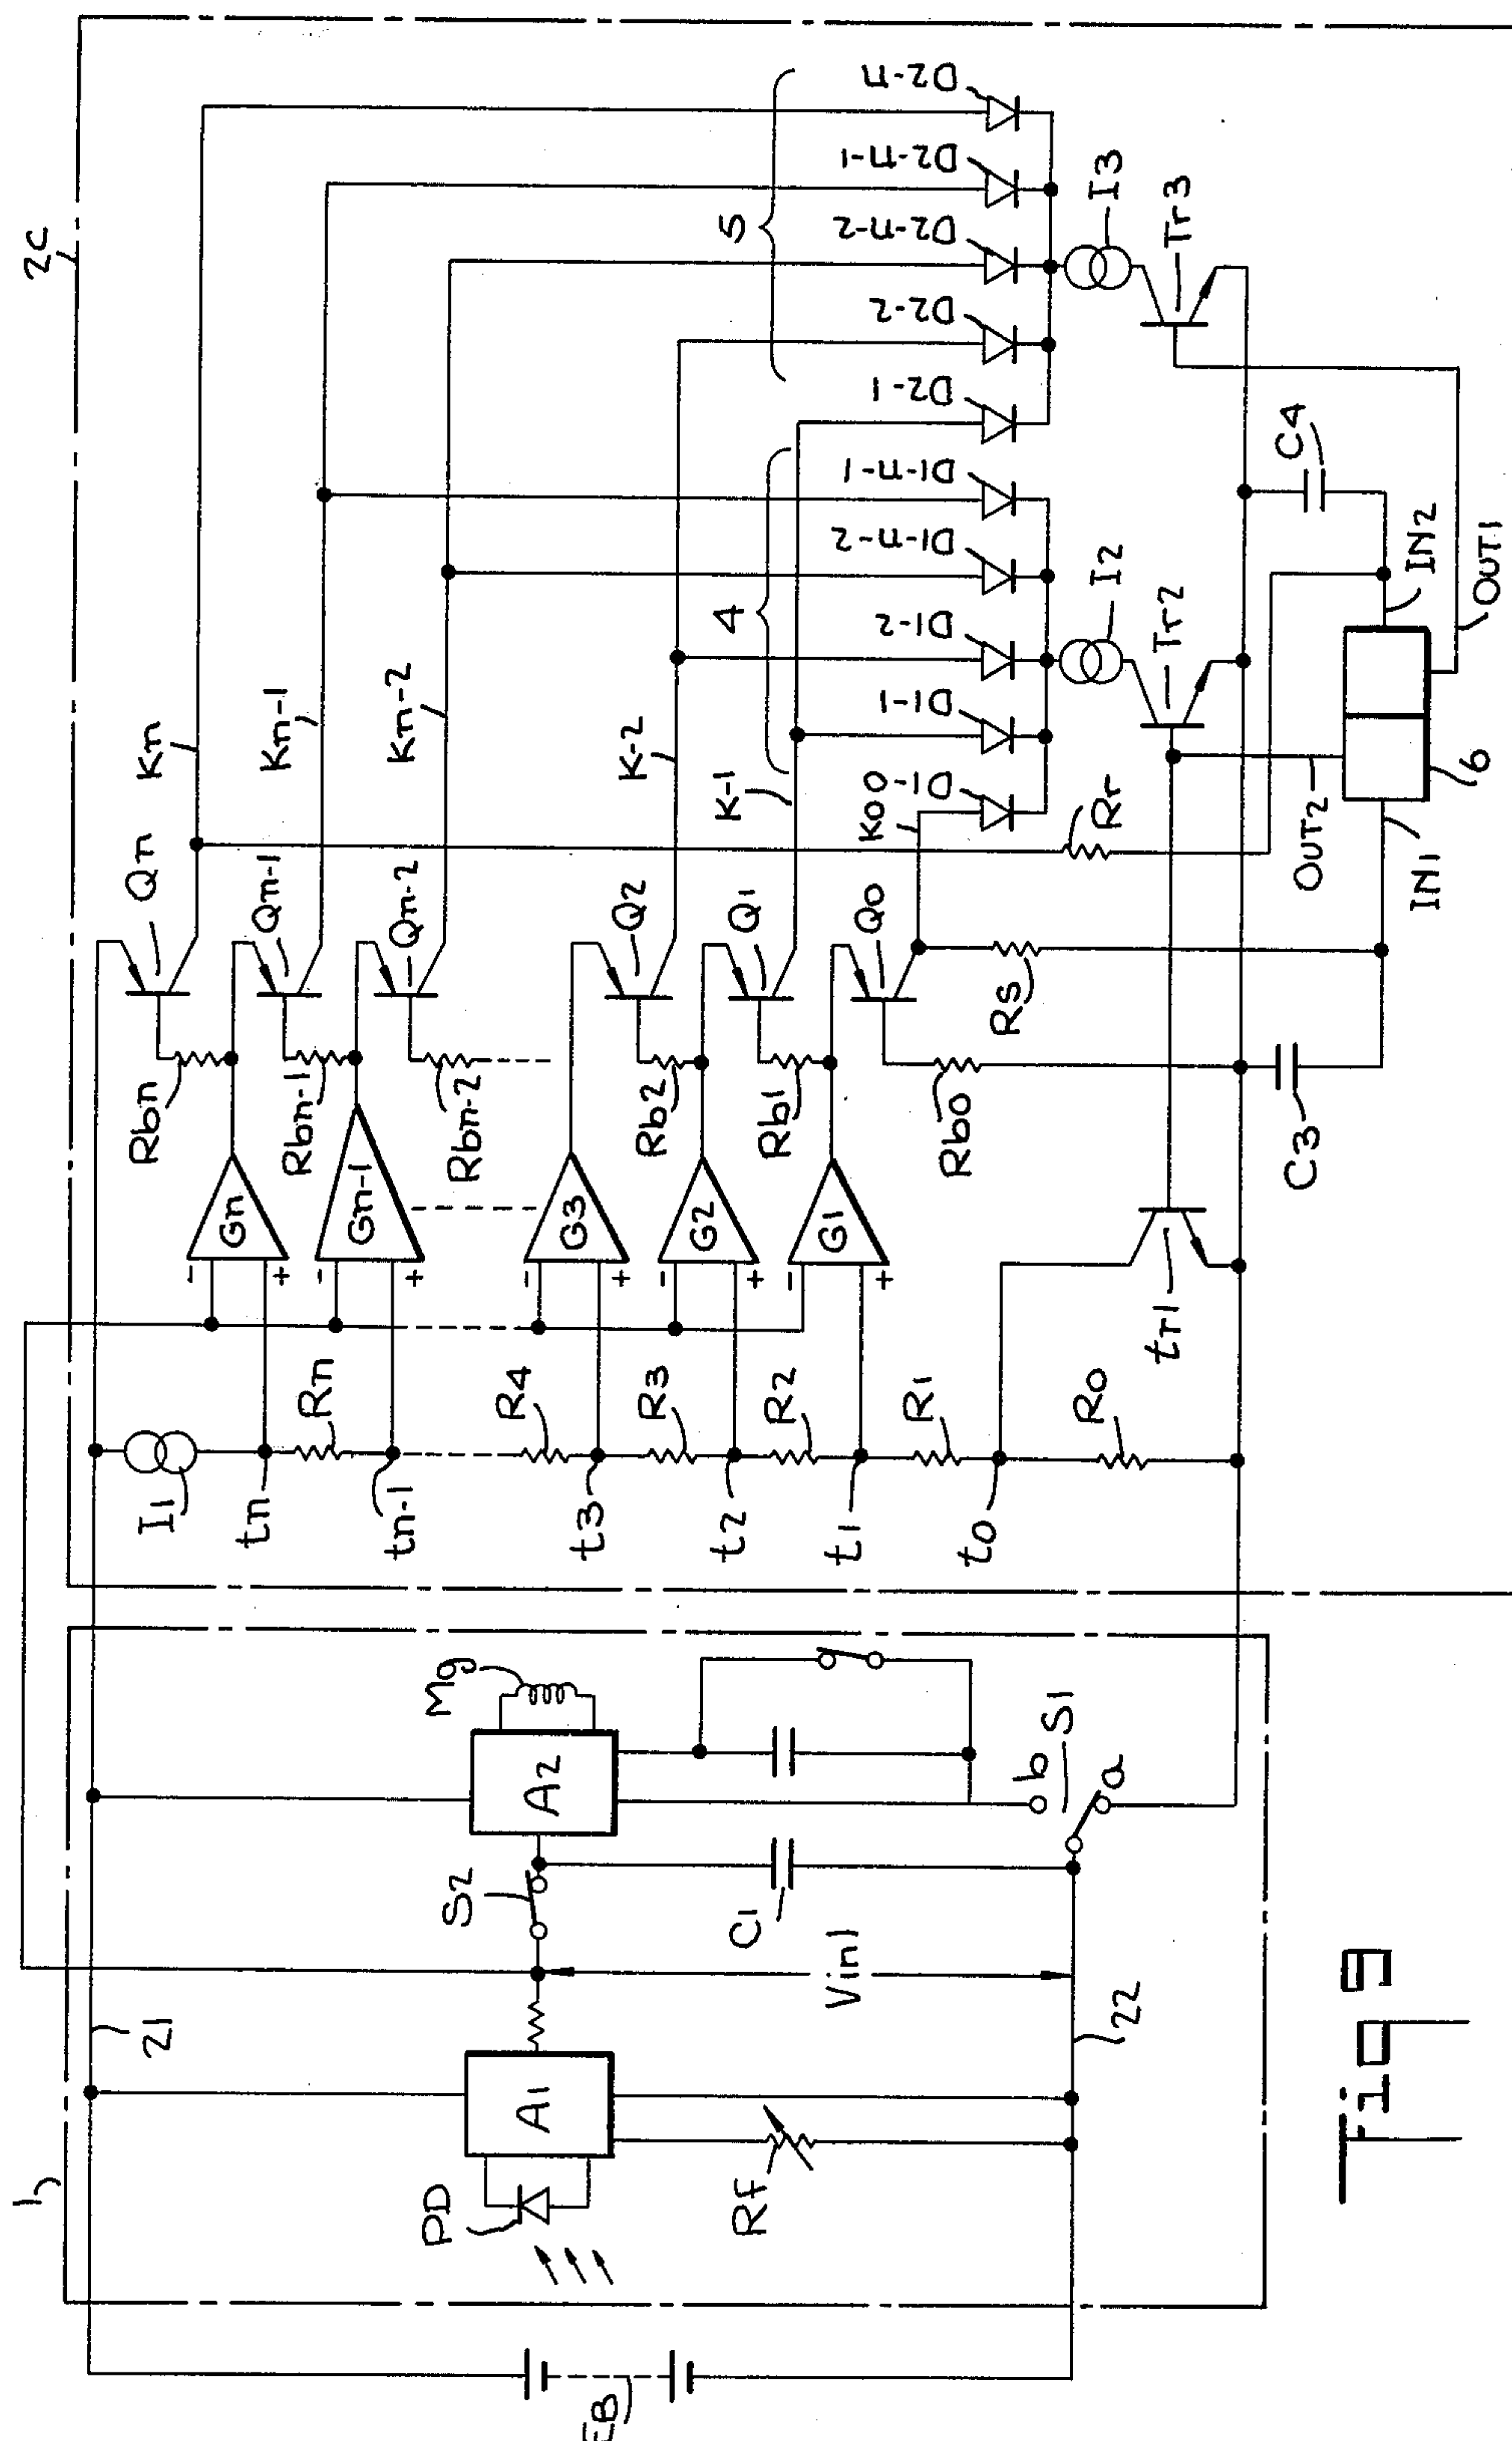 2C
1
21
22
EB
PD
A1
RF
S2
C1
Vin1
A2
Mg
b
S1
a
I1
tn
tn-1
t3
t2
t1
t0
Rn
R4
R3
R2
R1
R0
-
+
Gn
-
+
Gn-1
-
+
G3
-
+
G2
-
+
G1
Rbn
Rbn-1
Rbn-2
Rb2
Rb1
Rb0
Qn
Qn-1
Qn-2
Q2
Q1
Q0
Kn
Kn-1
Kn-2
K-2
K-1
K00
Rs
Rr
tr1
C3
4
5
D1-0
D1-1
D1-2
D1-n-2
D1-n-1
D2-1
D2-2
D2-n-2
D2-n-1
D2-n
I2
Tr2
I3
Tr3
C4
IN1
IN2
OUT1
OUT2
6
Fig 9